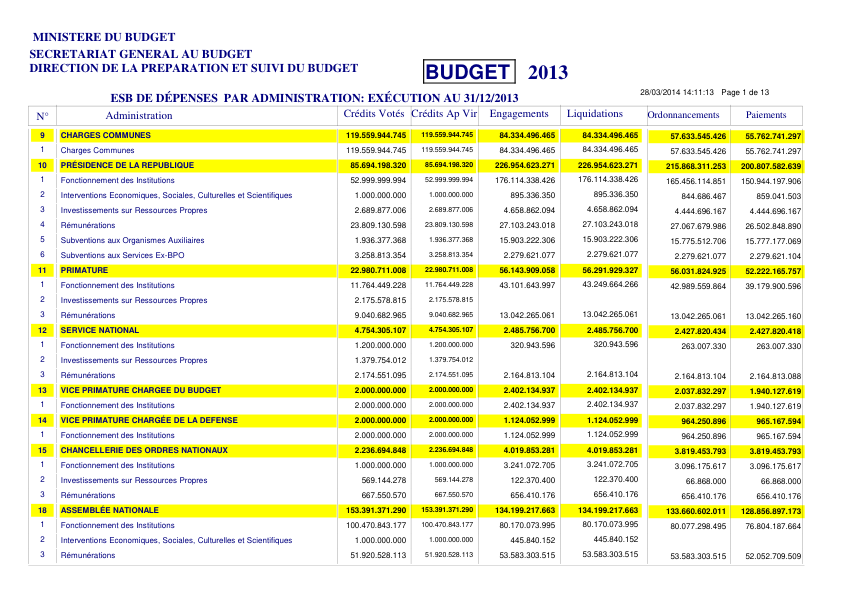 MINISTERE DU BUDGET
SECRETARIAT GENERAL AU BUDGET
DIRECTION DE LA PREPARATION ET SUIVI DU BUDGET
BUDGET 2013
28/03/2014 14:11:13 Page 1 de 13
ESB DE DÉPENSES PAR ADMINISTRATION: EXÉCUTION AU 31/12/2013
N° Administration Crédits Votés Crédits Ap Vir Engagements Liquidations Ordonnancements Paiements
9 CHARGES COMMUNES 119.559.944.745 119.559.944.745 84.334.496.465 84.334.496.465 57.633.545.426 55.762.741.297
1 Charges Communes 119.559.944.745 119.559.944.745 84.334.496.465 84.334.496.465 57.633.545.426 55.762.741.297
10 PRÉSIDENCE DE LA REPUBLIQUE 85.694.198.320 85.694.198.320 226.954.623.271 226.954.623.271 215.868.311.253 200.807.582.639
1 Fonctionnement des Institutions 52.999.999.994 52.999.999.994 176.114.338.426 176.114.338.426 165.456.114.851 150.944.197.906
2 Interventions Economiques, Sociales, Culturelles et Scientifiques 1.000.000.000 1.000.000.000 895.336.350 895.336.350 844.686.467 859.041.503
3 Investissements sur Ressources Propres 2.689.877.006 2.689.877.006 4.658.862.094 4.658.862.094 4.444.696.167 4.444.696.167
4 Rémunérations 23.809.130.598 23.809.130.598 27.103.243.018 27.103.243.018 27.067.679.986 26.502.848.890
5 Subventions aux Organismes Auxiliaires 1.936.377.368 1.936.377.368 15.903.222.306 15.903.222.306 15.775.512.706 15.777.177.069
6 Subventions aux Services Ex-BPO 3.258.813.354 3.258.813.354 2.279.621.077 2.279.621.077 2.279.621.077 2.279.621.104
11 PRIMATURE 22.980.711.008 22.980.711.008 56.143.909.058 56.291.929.327 56.031.824.925 52.222.165.757
1 Fonctionnement des Institutions 11.764.449.228 11.764.449.228 43.101.643.997 43.249.664.266 42.989.559.864 39.179.900.596
2 Investissements sur Ressources Propres 2.175.578.815 2.175.578.815
3 Rémunérations 9.040.682.965 9.040.682.965 13.042.265.061 13.042.265.061 13.042.265.061 13.042.265.160
12 SERVICE NATIONAL 4.754.305.107 4.754.305.107 2.485.756.700 2.485.756.700 2.427.820.434 2.427.820.418
1 Fonctionnement des Institutions 1.200.000.000 1.200.000.000 320.943.596 320.943.596 263.007.330 263.007.330
2 Investissements sur Ressources Propres 1.379.754.012 1.379.754.012
3 Rémunérations 2.174.551.095 2.174.551.095 2.164.813.104 2.164.813.104 2.164.813.104 2.164.813.088
13 VICE PRIMATURE CHARGEE DU BUDGET 2.000.000.000 2.000.000.000 2.402.134.937 2.402.134.937 2.037.832.297 1.940.127.619
1 Fonctionnement des Institutions 2.000.000.000 2.000.000.000 2.402.134.937 2.402.134.937 2.037.832.297 1.940.127.619
14 VICE PRIMATURE CHARGÉE DE LA DEFENSE 2.000.000.000 2.000.000.000 1.124.052.999 1.124.052.999 964.250.896 965.167.594
1 Fonctionnement des Institutions 2.000.000.000 2.000.000.000 1.124.052.999 1.124.052.999 964.250.896 965.167.594
15 CHANCELLERIE DES ORDRES NATIONAUX 2.236.694.848 2.236.694.848 4.019.853.281 4.019.853.281 3.819.453.793 3.819.453.793
1 Fonctionnement des Institutions 1.000.000.000 1.000.000.000 3.241.072.705 3.241.072.705 3.096.175.617 3.096.175.617
2 Investissements sur Ressources Propres 569.144.278 569.144.278 122.370.400 122.370.400 66.868.000 66.868.000
3 Rémunérations 667.550.570 667.550.570 656.410.176 656.410.176 656.410.176 656.410.176
18 ASSEMBLÉE NATIONALE 153.391.371.290 153.391.371.290 134.199.217.663 134.199.217.663 133.660.602.011 128.856.897.173
1 Fonctionnement des Institutions 100.470.843.177 100.470.843.177 80.170.073.995 80.170.073.995 80.077.298.495 76.804.187.664
2 Interventions Economiques, Sociales, Culturelles et Scientifiques 1.000.000.000 1.000.000.000 445.840.152 445.840.152
3 Rémunérations 51.920.528.113 51.920.528.113 53.583.303.515 53.583.303.515 53.583.303.515 52.052.709.509